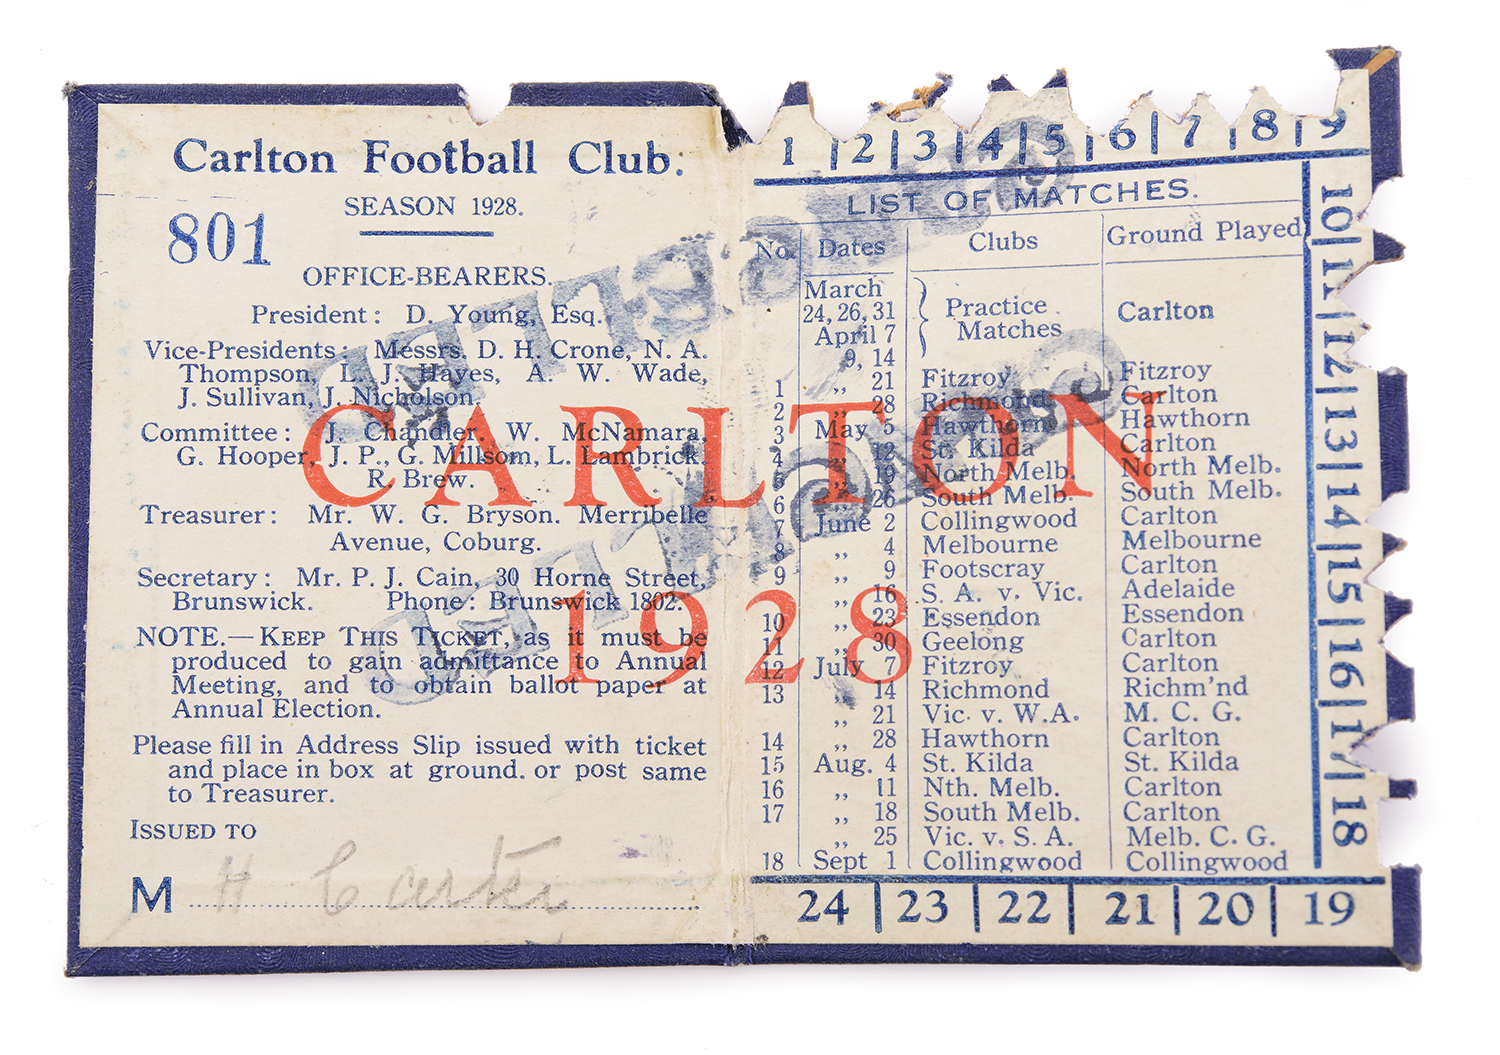 Carlton Football Club.
SEASON 1928.
801
OFFICE-BEARERS.
President: D. Young, Esq.
Vice-Presidents: Messrs. D. H. Crone, N. A.
Thompson, L. J. Hayes, A. W. Wade,
J. Sullivan, J. Nicholson.
Committee: J. Chandler. W. McNamara,
G. Hooper, J. P., G. Millsom, L. Lambrick.
R. Brew.
Treasurer: Mr. W. G. Bryson. Merribelle
Avenue, Coburg.
Secretary: Mr. P. J. Cain, 30 Horne Street,
Brunswick. Phone: Brunswick 1802.
NOTE.—KEEP THIS TICKET, as it must be
produced to gain admittance to Annual
Meeting, and to obtain ballot paper at
Annual Election.
Please fill in Address Slip issued with ticket
and place in box at ground. or post same
to Treasurer.
ISSUED TO
M H Carter
CARLTON
1928
CANCELLED
CANCELLED
1 | 2 | 3 | 4 | 5 | 6 | 7 | 8 | 9
LIST OF MATCHES.
No. Dates Clubs Ground Played
March
24, 26, 31 Practice Carlton
April 7 Matches
9, 14
1 ,, 21 Fitzroy Fitzroy
2 ,, 28 Richmond Carlton
3 May 5 Hawthorn Hawthorn
4 ,, 12 St. Kilda Carlton
5 ,, 19 North Melb. North Melb.
6 ,, 26 South Melb. South Melb.
7 June 2 Collingwood Carlton
8 ,, 4 Melbourne Melbourne
9 ,, 9 Footscray Carlton
,, 16 S. A. v. Vic. Adelaide
10 ,, 23 Essendon Essendon
11 ,, 30 Geelong Carlton
12 July 7 Fitzroy Carlton
13 ,, 14 Richmond Richm'nd
,, 21 Vic. v. W.A. M. C. G.
14 ,, 28 Hawthorn Carlton
15 Aug. 4 St. Kilda St. Kilda
16 ,, 11 Nth. Melb. Carlton
17 ,, 18 South Melb. Carlton
,, 25 Vic. v. S. A. Melb. C. G.
18 Sept 1 Collingwood Collingwood
10 | 11 | 12 | 13 | 14 | 15 | 16 | 17 | 18
24 | 23 | 22 | 21 | 20 | 19